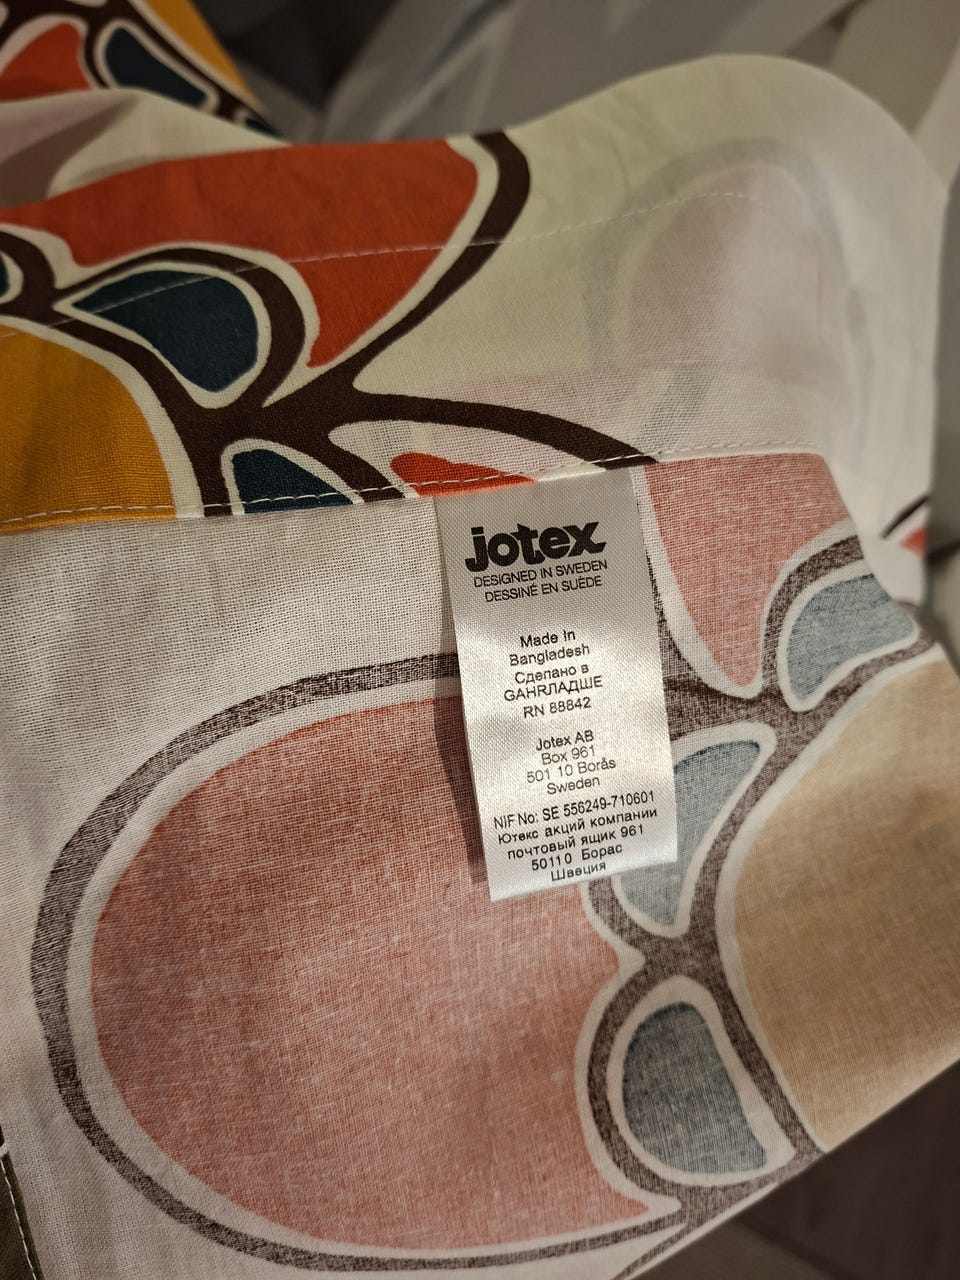 jotex
DESIGNED IN SWEDEN
DESSINÉ EN SUÈDE
Made In
Bangladesh
Сделано в
GAHRЛАДШЕ
RN 88842
Jotex AB
Box 961
501 10 Borås
Sweden
NIF No: SE 556249-710601
Ютекс акций компании
почтовый ящик 961
50110 Борас
Швеция